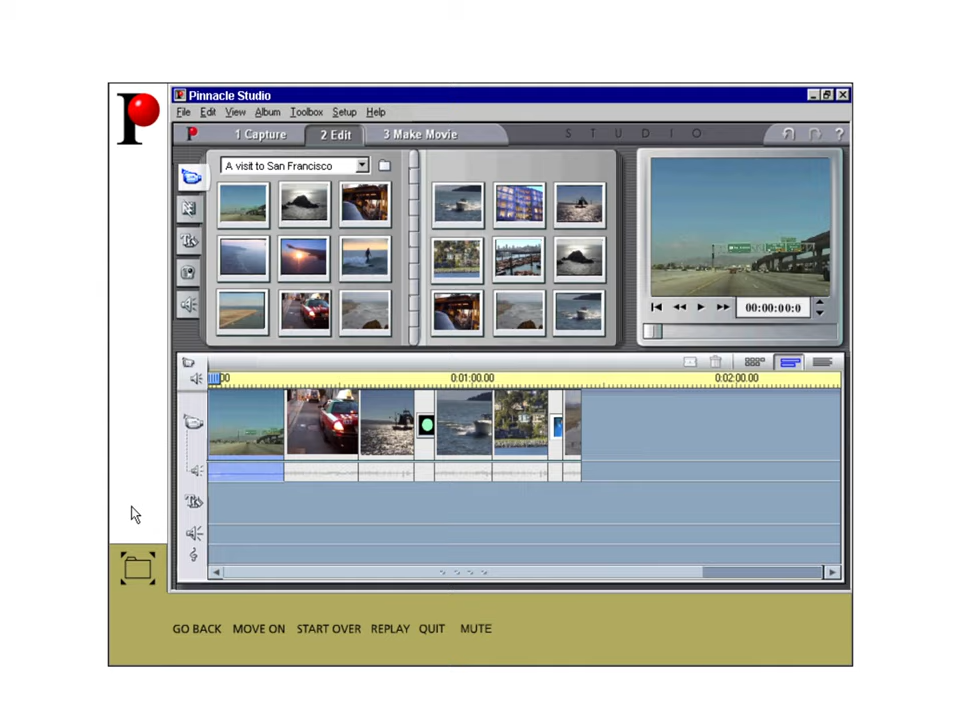 P
Pinnacle Studio
File Edit View Album Toolbox Setup Help
1 Capture 2 Edit 3 Make Movie STUDIO ?
A visit to San Francisco
00:00:00:0
00 0:01:00.00 0:02:00.00
GO BACK MOVE ON START OVER REPLAY QUIT MUTE